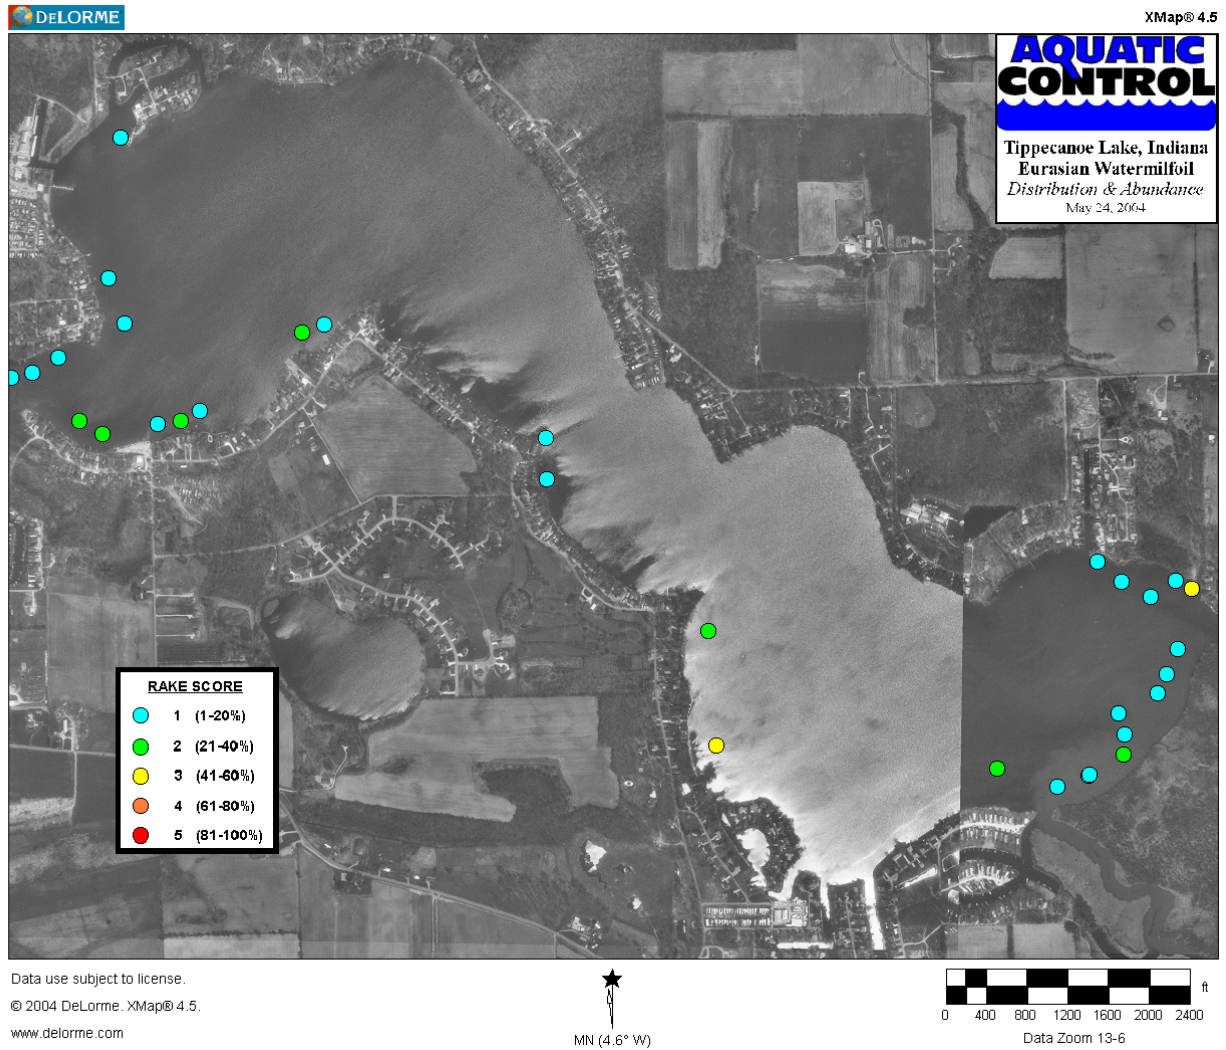 DELORME
XMap® 4.5
AQUATIC
CONTROL
Tippecanoe Lake, Indiana
Eurasian Watermilfoil
Distribution & Abundance
May 24, 2004
RAKE SCORE
1 (1-20%)
2 (21-40%)
3 (41-60%)
4 (61-80%)
5 (81-100%)
Data use subject to license.
© 2004 DeLorme. XMap® 4.5.
www.delorme.com
MN (4.6° W)
ft
0 400 800 1200 1600 2000 2400
Data Zoom 13-6